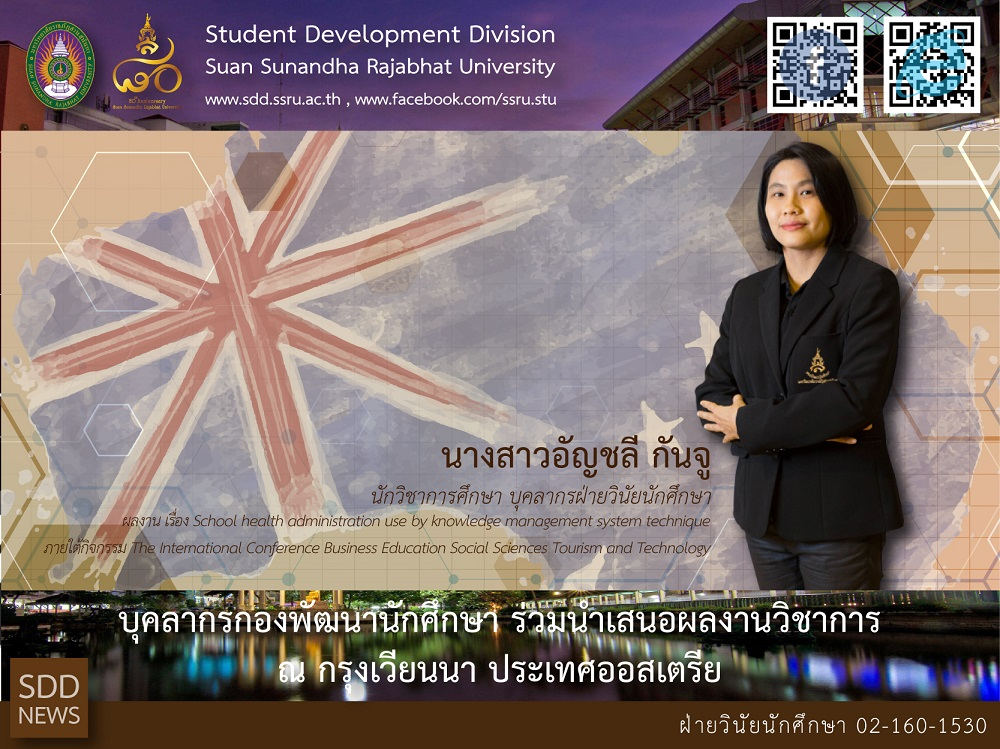 Student Development Division
Suan Sunandha Rajabhat University
www.sdd.ssru.ac.th , www.facebook.com/ssru.stu
นางสาวอัญชลี กันจู
นักวิชาการศึกษา บุคลากรฝ่ายวินัยนักศึกษา
ผลงาน เรื่อง School health administration use by knowledge management system technique
ภายใต้กิจกรรม The International Conference Business Education Social Sciences Tourism and Technology
บุคลากรกองพัฒนานักศึกษา ร่วมนำเสนอผลงานวิชาการ
ณ กรุงเวียนนา ประเทศออสเตรีย
SDD
NEWS
ฝ่ายวินัยนักศึกษา 02-160-1530